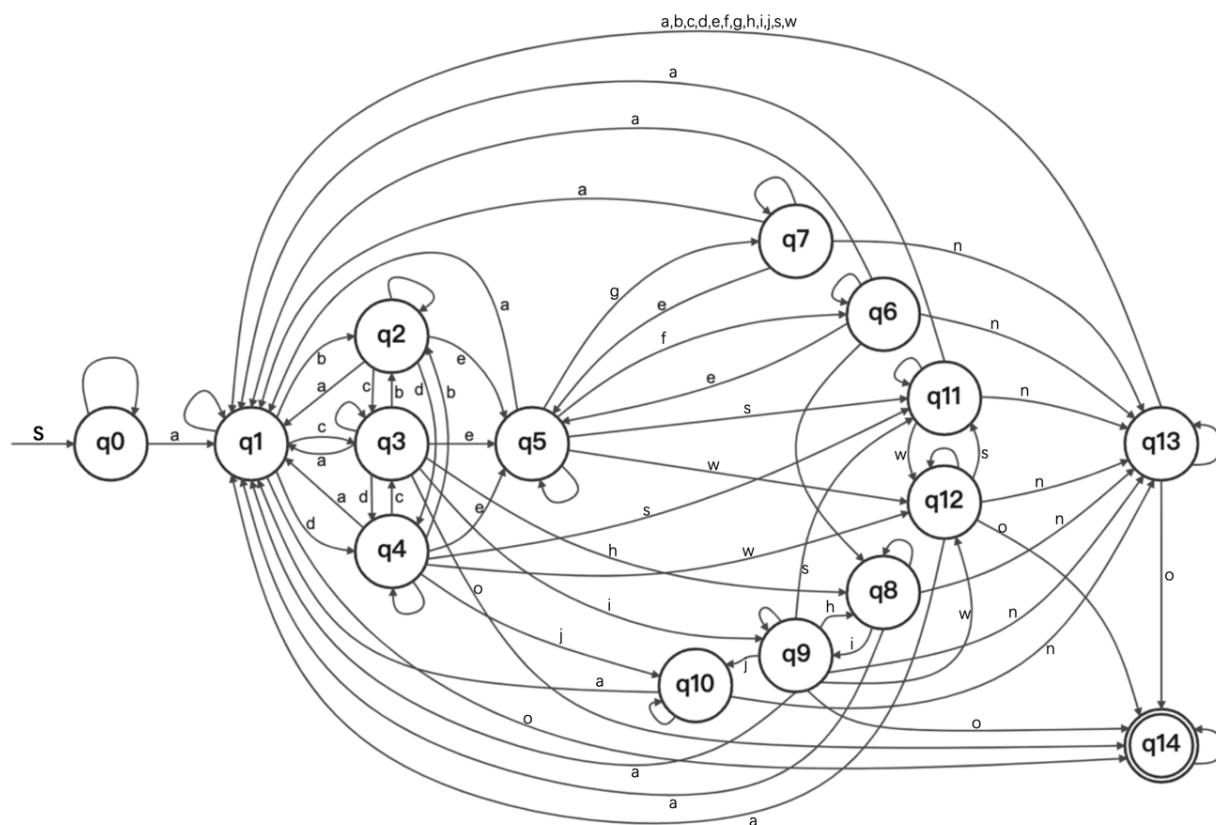 a,b,c,d,e,f,g,h,i,j,s,w
a
a
a
q7
n
g
a
e
q6
q2
f
n
b
e
a
c
b
d
b
e
q11
n
s
S
q0
a
q1
c
a
q3
e
q5
q13
w
w
s
n
a
d
c
q12
d
s
e
o
n
q4
h
w
o
o
q8
i
s
h
n
w
j
q9
i
n
q10
j
a
o
o
q14
a
a
a